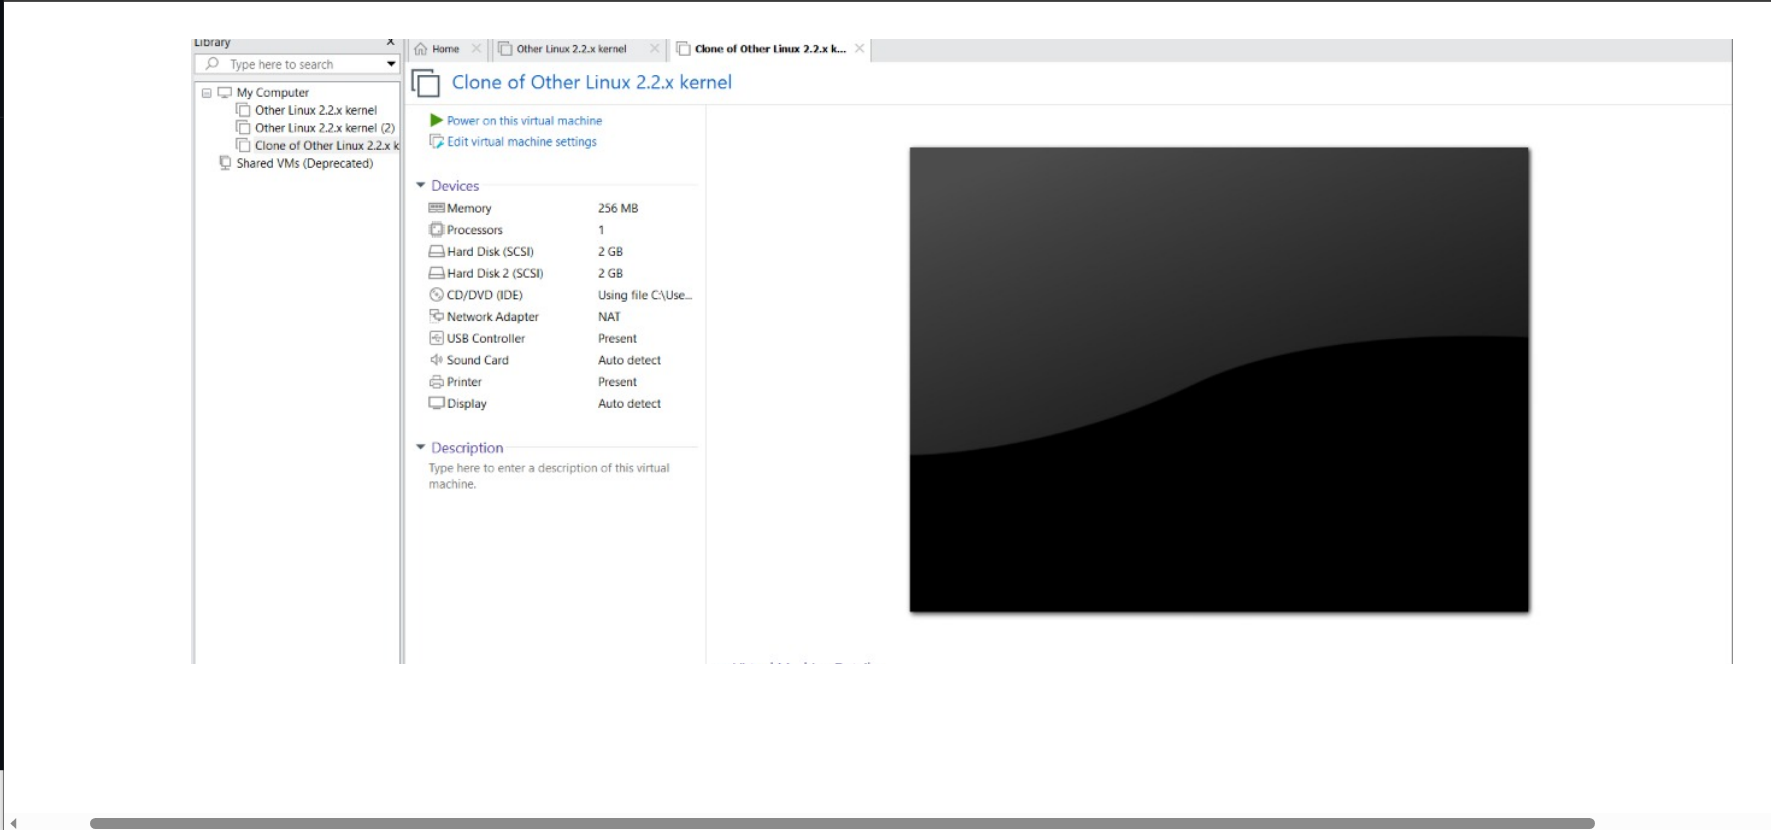 Library X
Type here to search
My Computer
Other Linux 2.2.x kernel
Other Linux 2.2.x kernel (2)
Clone of Other Linux 2.2.x k
Shared VMs (Deprecated)
Home
Other Linux 2.2.x kernel
Clone of Other Linux 2.2.x k...
Clone of Other Linux 2.2.x kernel
Power on this virtual machine
Edit virtual machine settings
Devices
Memory 256 MB
Processors 1
Hard Disk (SCSI) 2 GB
Hard Disk 2 (SCSI) 2 GB
CD/DVD (IDE) Using file C:\Use...
Network Adapter NAT
USB Controller Present
Sound Card Auto detect
Printer Present
Display Auto detect
Description
Type here to enter a description of this virtual
machine.